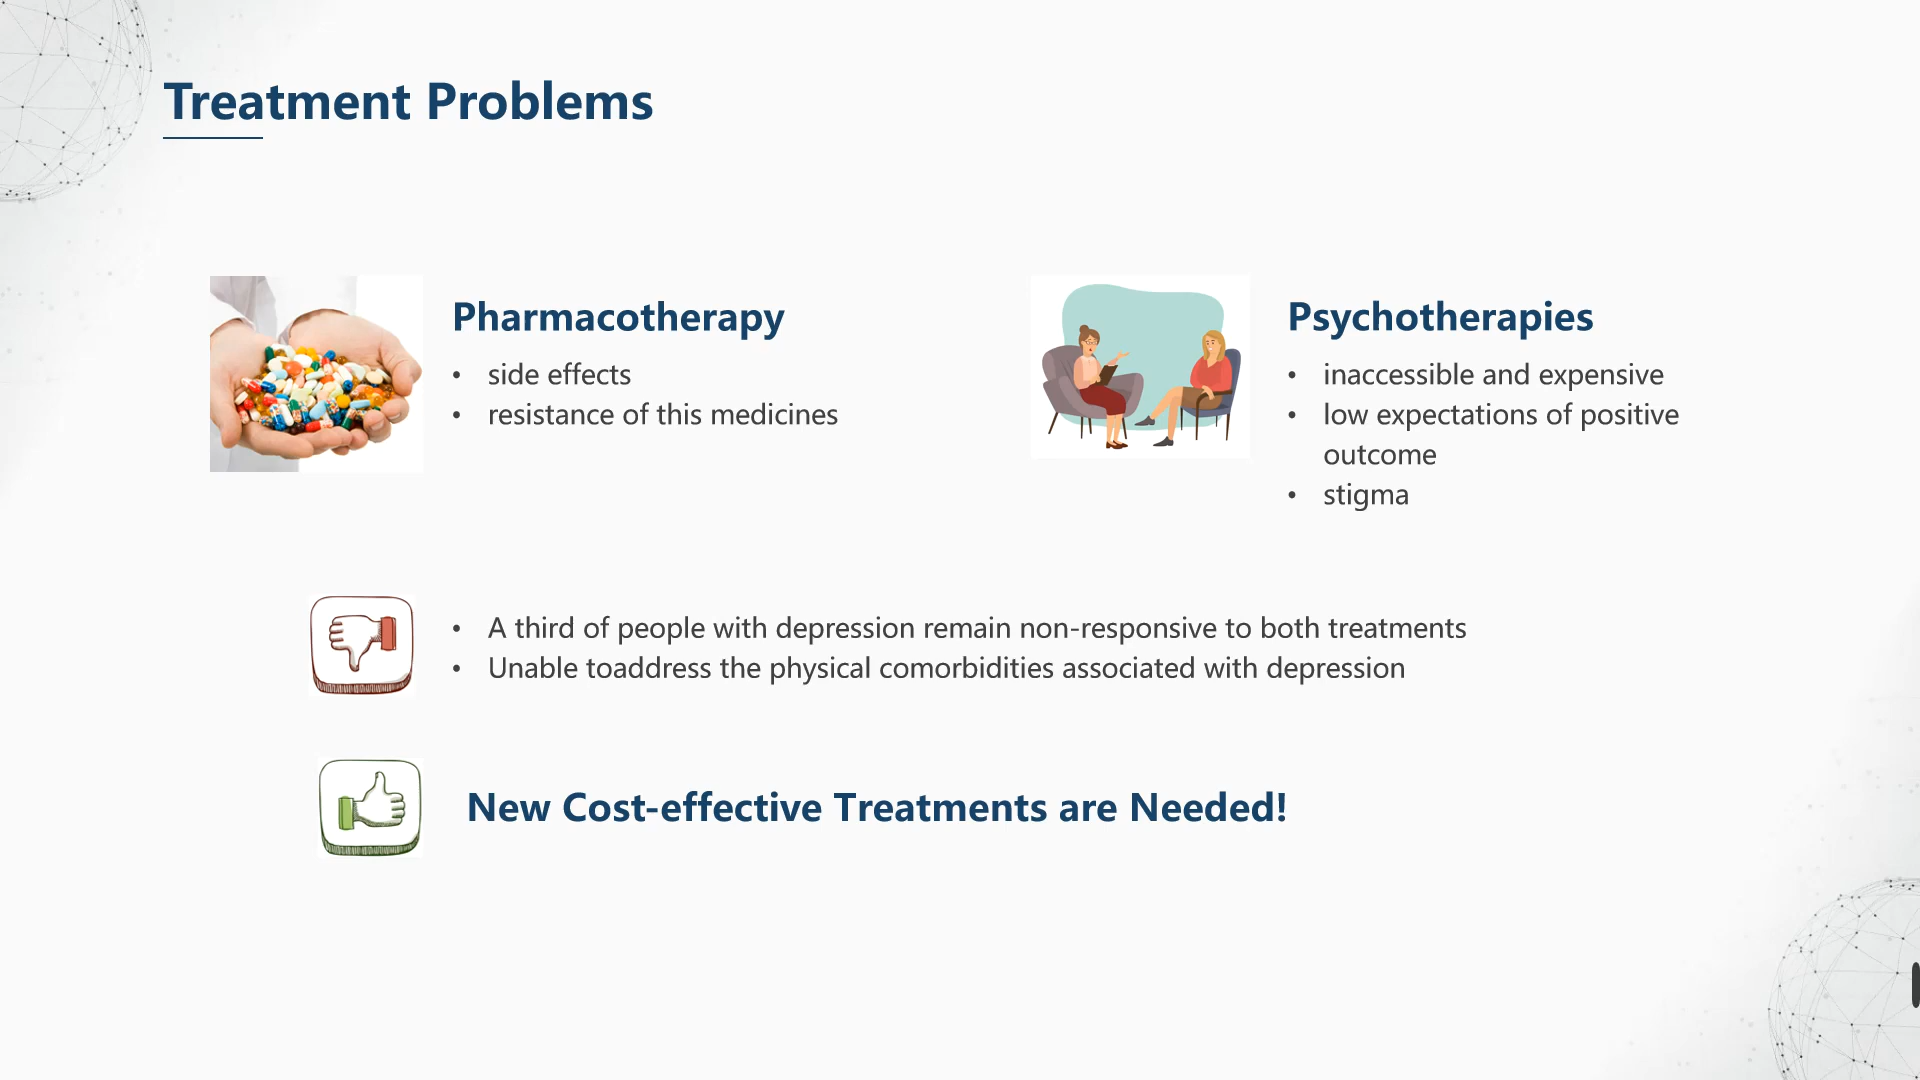 Treatment Problems
Pharmacotherapy
• side effects
• resistance of this medicines
Psychotherapies
• inaccessible and expensive
• low expectations of positive
outcome
• stigma
• A third of people with depression remain non-responsive to both treatments
• Unable toaddress the physical comorbidities associated with depression
New Cost-effective Treatments are Needed!